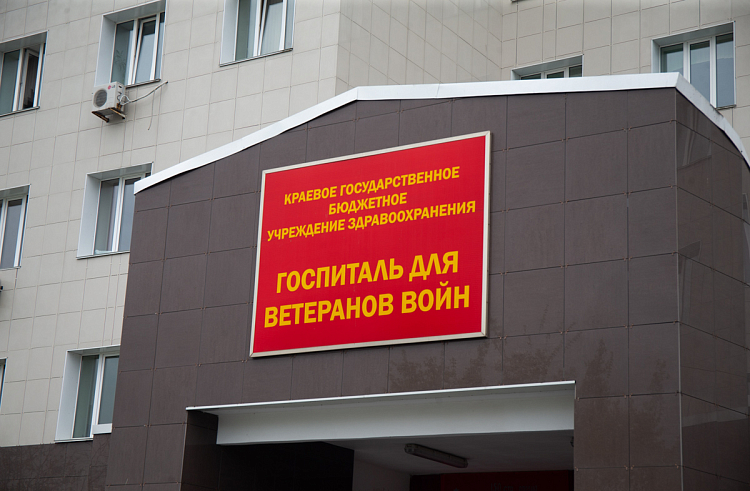 КРАЕВОЕ ГОСУДАРСТВЕННОЕ
БЮДЖЕТНОЕ
УЧРЕЖДЕНИЕ ЗДРАВООХРАНЕНИЯ
ГОСПИТАЛЬ ДЛЯ
ВЕТЕРАНОВ ВОЙН